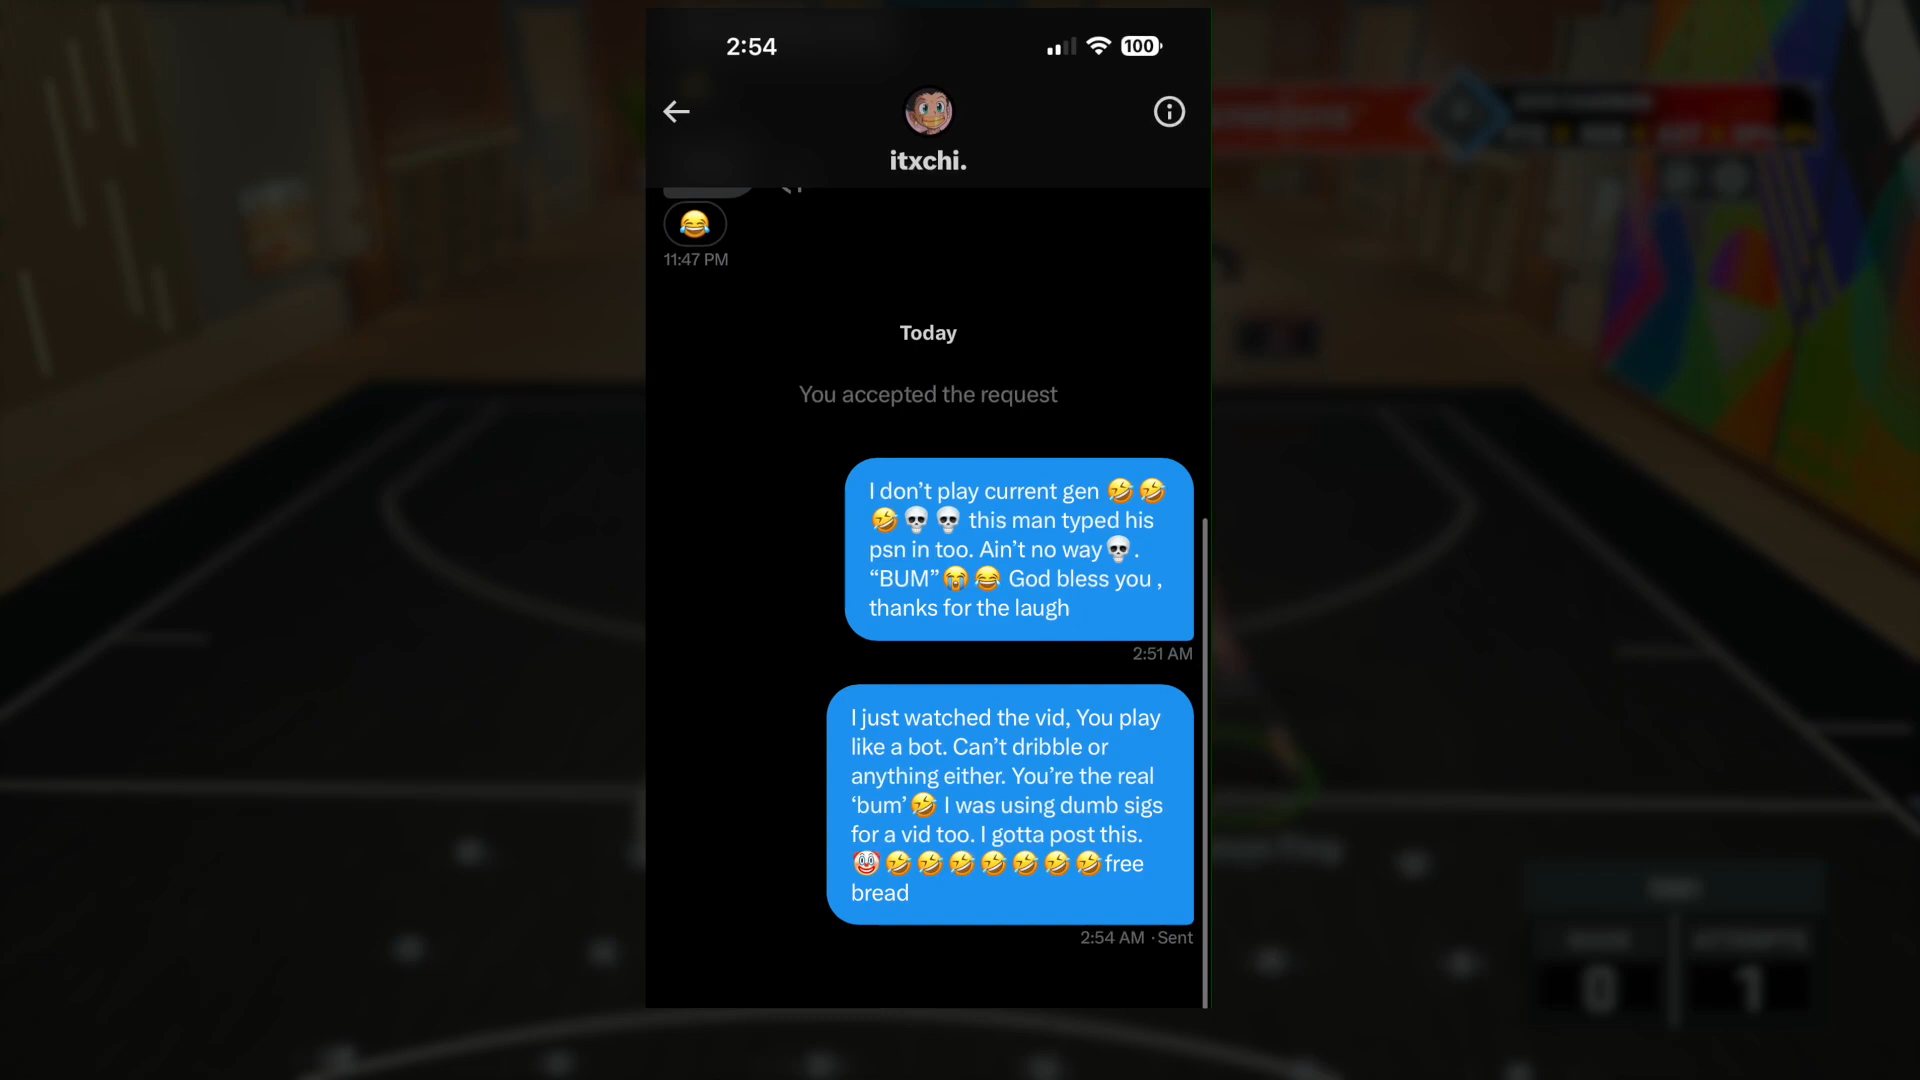 2:54
100
itxchi.
😂
11:47 PM
Today
You accepted the request
I don’t play current gen 🤣🤣
🤣💀💀 this man typed his
psn in too. Ain’t no way💀.
“BUM”😭😂 God bless you ,
thanks for the laugh
2:51 AM
I just watched the vid, You play
like a bot. Can’t dribble or
anything either. You’re the real
‘bum’🤣 I was using dumb sigs
for a vid too. I gotta post this.
🤡🤣🤣🤣🤣🤣🤣🤣free
bread
2:54 AM · Sent
0
1